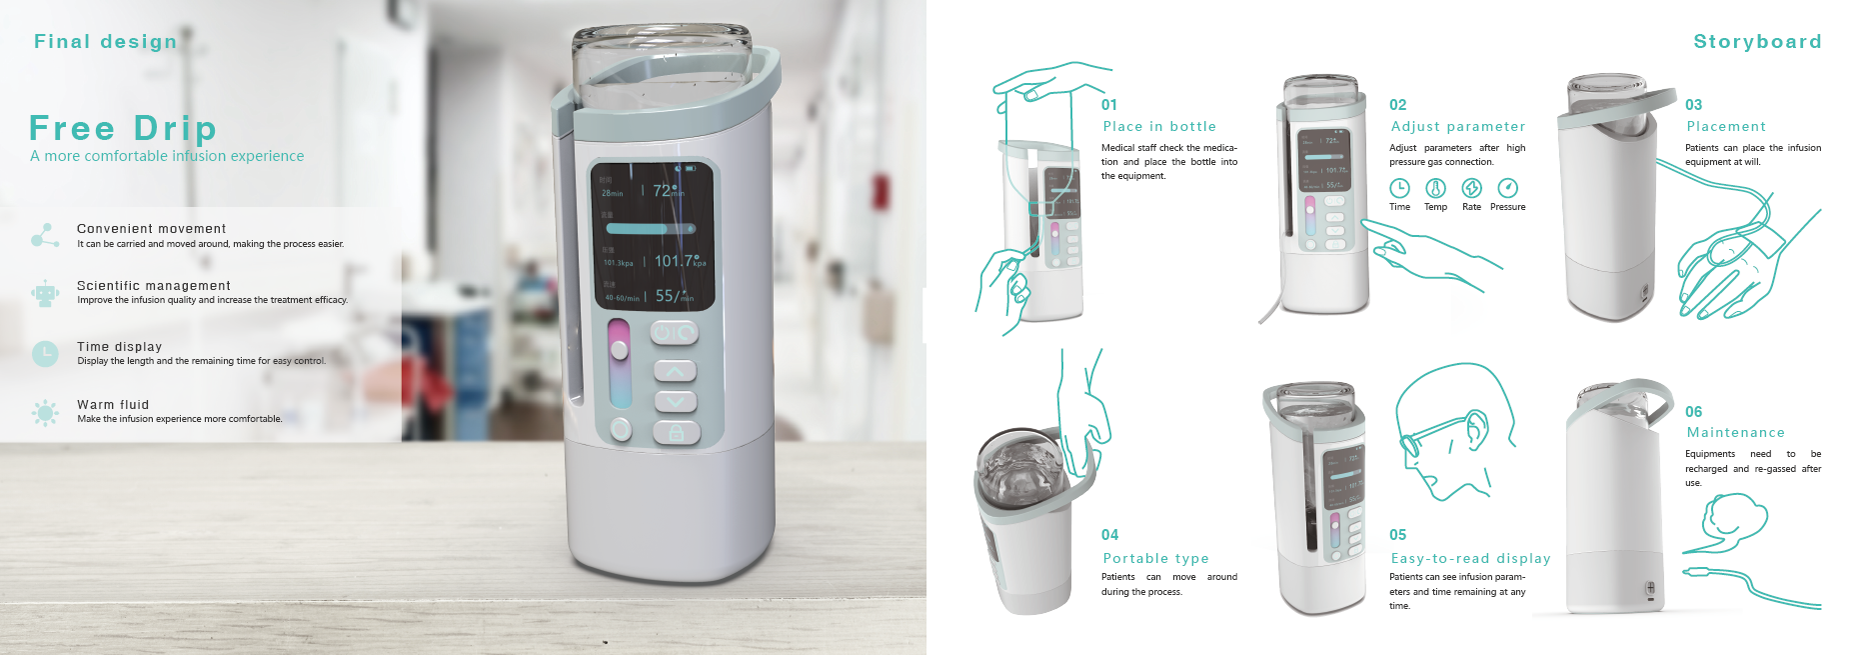 Final design
Free Drip
A more comfortable infusion experience
Convenient movement
It can be carried and moved around, making the process easier.
Scientific management
Improve the infusion quality and increase the treatment efficacy.
Time display
Display the length and the remaining time for easy control.
Warm fluid
Make the infusion experience more comfortable.
28min
72°min
101.3kpa
101.7°kpa
40-60/min
55/min
Storyboard
01
Place in bottle
Medical staff check the medica-
tion and place the bottle into
the equipment.
02
Adjust parameter
Adjust parameters after high
pressure gas connection.
Time Temp Rate Pressure
03
Placement
Patients can place the infusion
equipment at will.
04
Portable type
Patients can move around
during the process.
05
Easy-to-read display
Patients can see infusion param-
eters and time remaining at any
time.
06
Maintenance
Equipments need to be
recharged and re-gassed after
use.